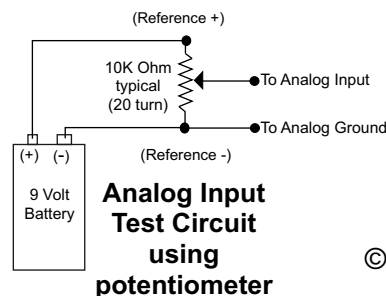 (Reference +)
10K Ohm
typical
(20 turn)
To Analog Input
To Analog Ground
(+) (-)
(Reference -)
9 Volt
Battery
Analog Input
Test Circuit
using
potentiometer
©